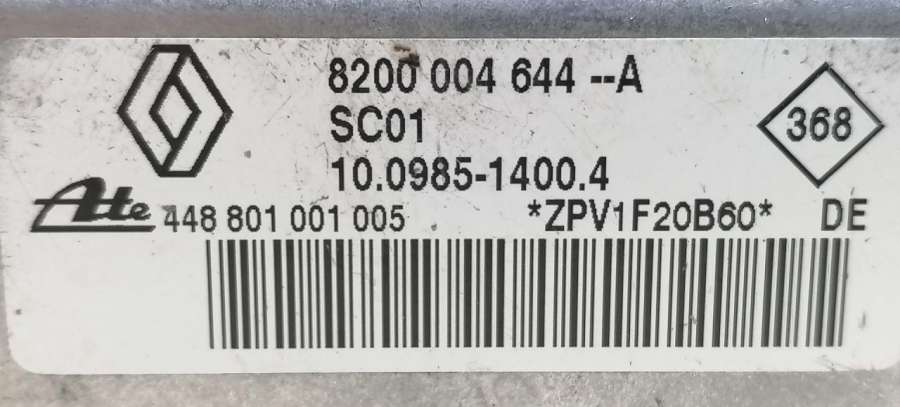 8200 004 644 --A
SC01
368
10.0985-1400.4
Ate 448 801 001 005 *ZPV1F20B60* DE